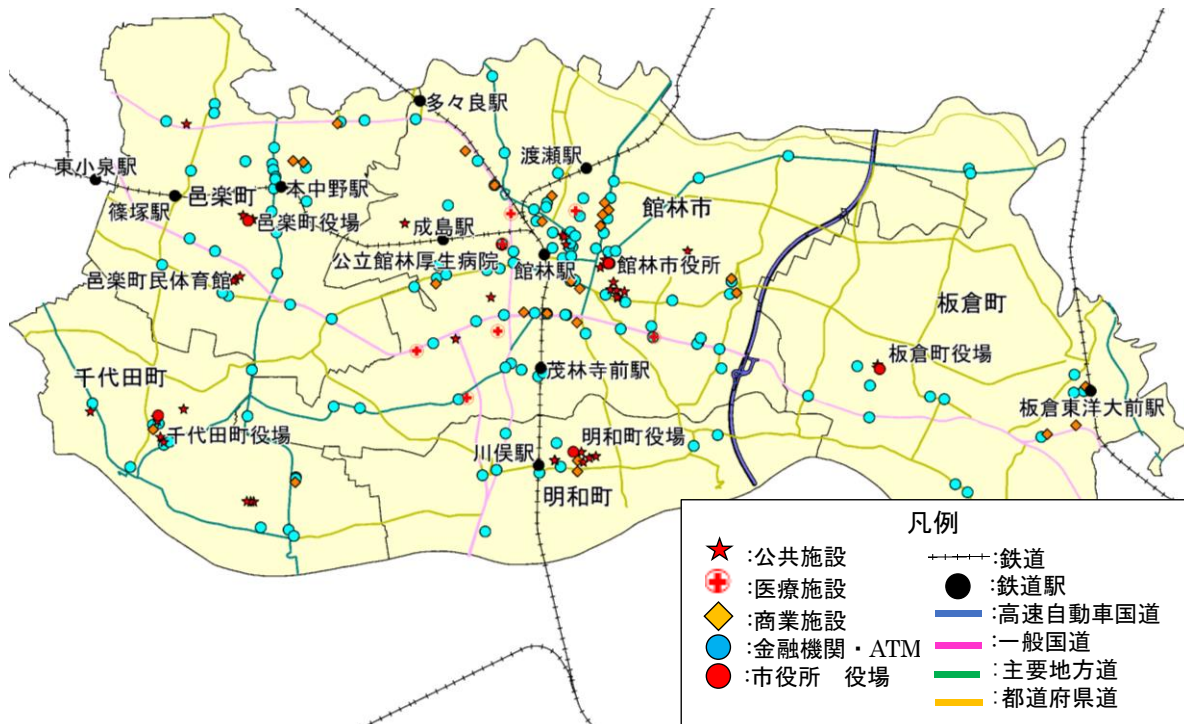 多々良駅
渡瀬駅
東小泉駅
本中野駅
邑楽町
篠塚駅
館林市
邑楽町役場
成島駅
公立館林厚生病院
館林駅
館林市役所
邑楽町民体育館
板倉町
板倉町役場
茂林寺前駅
千代田町
板倉東洋大前駅
千代田町役場
明和町役場
川俣駅
明和町
凡例
:公共施設
:医療施設
:商業施設
:金融機関・ATM
:市役所 役場
:鉄道
:鉄道駅
:高速自動車国道
:一般国道
:主要地方道
:都道府県道